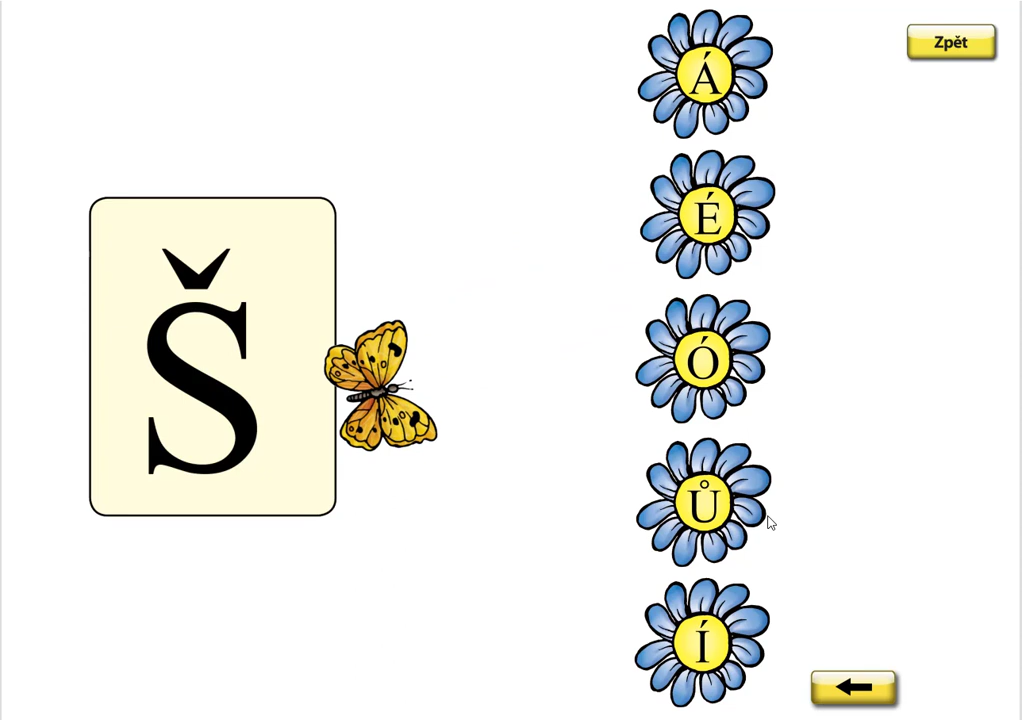 Á
Zpět
É
Š
Ó
Ů
Í